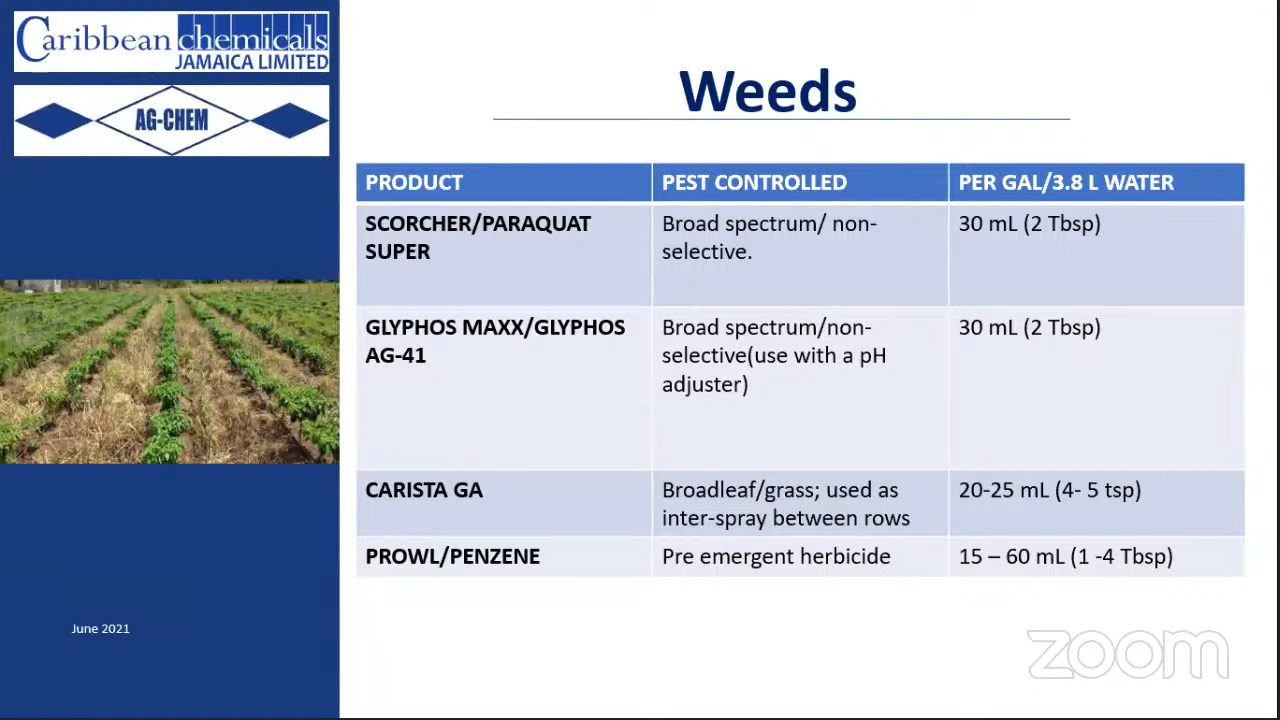 Caribbean chemicals
JAMAICA LIMITED
AG-CHEM
Weeds
PRODUCT
PEST CONTROLLED
PER GAL/3.8 L WATER
SCORCHER/PARAQUAT
SUPER
Broad spectrum/ non-
selective.
30 mL (2 Tbsp)
GLYPHOS MAXX/GLYPHOS
AG-41
Broad spectrum/non-
selective(use with a pH
adjuster)
30 mL (2 Tbsp)
CARISTA GA
Broadleaf/grass; used as
inter-spray between rows
20-25 mL (4- 5 tsp)
PROWL/PENZENE
Pre emergent herbicide
15 – 60 mL (1 -4 Tbsp)
June 2021
zoom